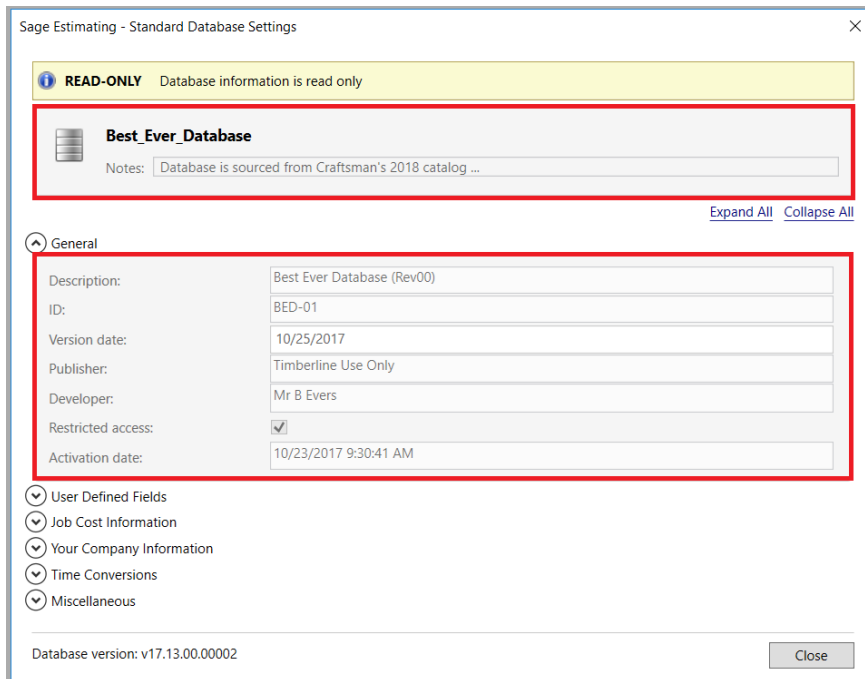 Sage Estimating - Standard Database Settings
READ-ONLY Database information is read only
Best_Ever_Database
Notes: Database is sourced from Craftsman's 2018 catalog ...
Expand All Collapse All
General
Description: Best Ever Database (Rev00)
ID: BED-01
Version date: 10/25/2017
Publisher: Timberline Use Only
Developer: Mr B Evers
Restricted access:
Activation date: 10/23/2017 9:30:41 AM
User Defined Fields
Job Cost Information
Your Company Information
Time Conversions
Miscellaneous
Database version: v17.13.00.00002 Close